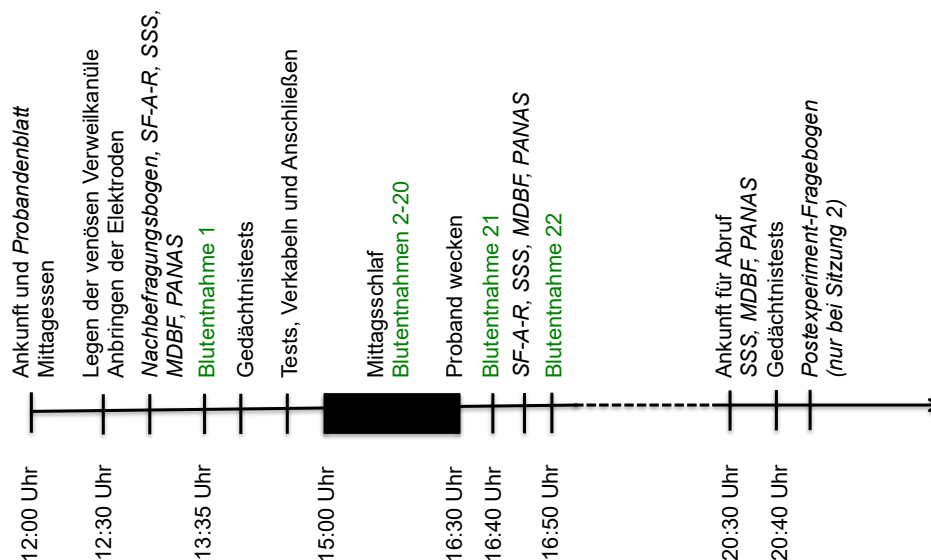 Ankunft und Probandenblatt
Mittagessen
Legen der venösen Verweilkanüle
Anbringen der Elektroden
Nachbefragungsbogen, SF-A-R, SSS,
MDBF, PANAS
Blutentnahme 1
Gedächtnistests
Tests, Verkabeln und Anschließen
Mittagsschlaf
Blutentnahmen 2-20
Proband wecken
Blutentnahme 21
SF-A-R, SSS, MDBF, PANAS
Blutentnahme 22
Ankunft für Abruf
SSS, MDBF, PANAS
Gedächtnistests
Postexperiment-Fragebogen
(nur bei Sitzung 2)
12:00 Uhr
12:30 Uhr
13:35 Uhr
15:00 Uhr
16:30 Uhr
16:40 Uhr
16:50 Uhr
20:30 Uhr
20:40 Uhr